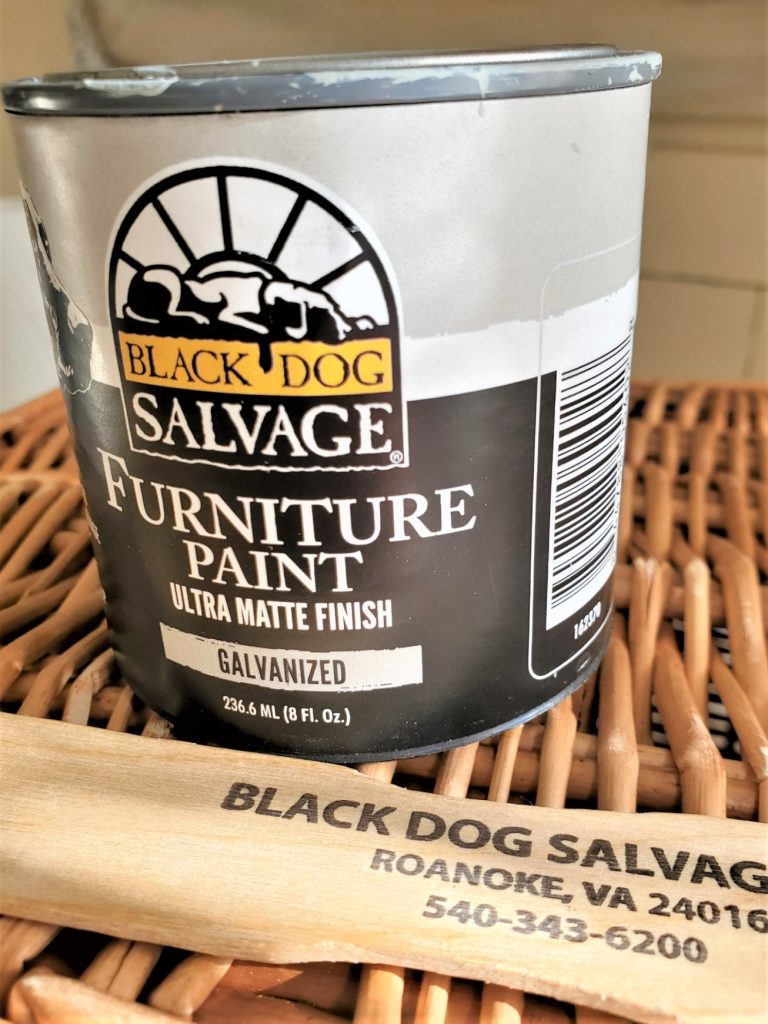 BLACK DOG
SALVAGE®
FURNITURE
PAINT
ULTRA MATTE FINISH
GALVANIZED
236.6 ML (8 Fl. Oz.)
162370
BLACK DOG SALVAG
ROANOKE, VA 24016
540-343-6200